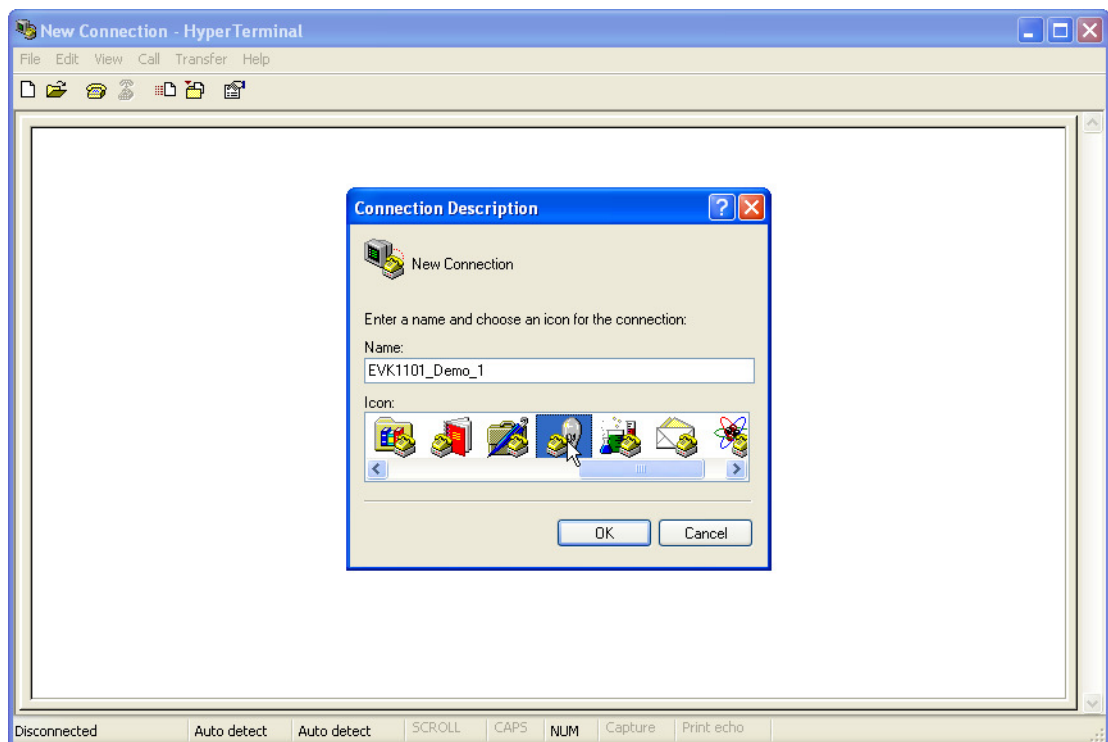 New Connection - HyperTerminal
File Edit View Call Transfer Help
Connection Description
New Connection
Enter a name and choose an icon for the connection:
Name:
EVK1101_Demo_1
Icon:
OK Cancel
Disconnected Auto detect Auto detect SCROLL CAPS NUM Capture Print echo